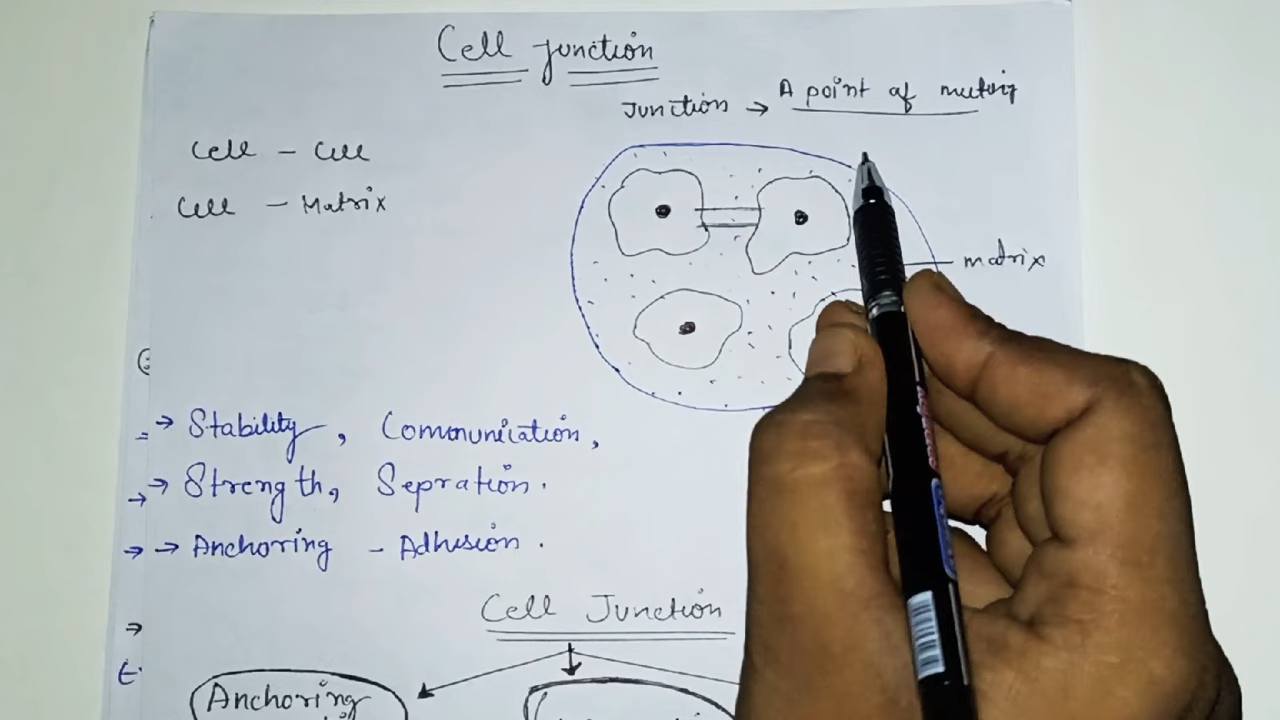 Cell junction
Junction → A point of meeting
Cell - Cell
Cell - Matrix
matrix
→ Stability, Communication,
→ Strength, Sepration.
→ Anchoring - Adhesion.
Cell Junction
Anchoring